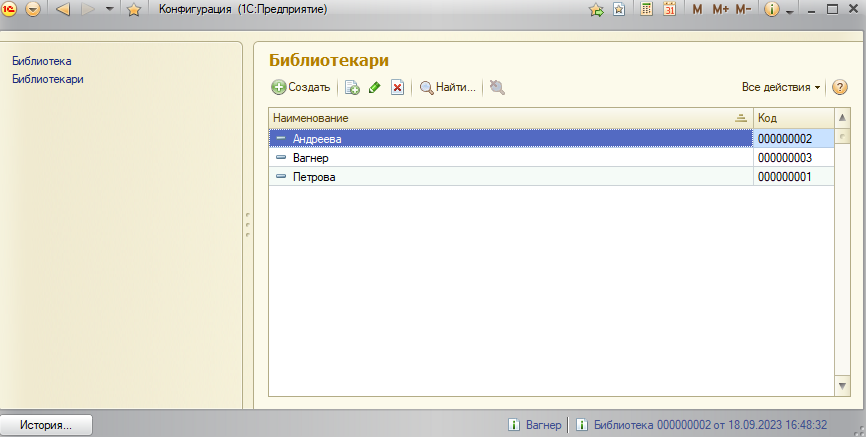 Конфигурация (1С:Предприятие)
M M+ M-
Библиотека
Библиотекари
Библиотекари
Создать Найти... Все действия
Наименование Код
Андреева 000000002
Вагнер 000000003
Петрова 000000001
История... Вагнер Библиотека 000000002 от 18.09.2023 16:48:32